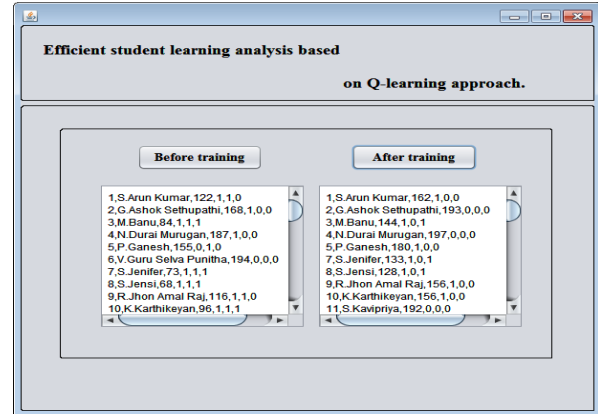 Efficient student learning analysis based
on Q-learning approach.
Before training
1,S.Arun Kumar,122,1,1,0
2,G.Ashok Sethupathi,168,1,0,0
3,M.Banu,84,1,1,1
4,N.Durai Murugan,187,1,0,0
5,P.Ganesh,155,0,1,0
6,V.Guru Selva Punitha,194,0,0,0
7,S.Jenifer,73,1,1,1
8,S.Jensi,68,1,1,1
9,R.Jhon Amal Raj,116,1,1,0
10,K.Karthikeyan,96,1,1,1
After training
1,S.Arun Kumar,162,1,0,0
2,G.Ashok Sethupathi,193,0,0,0
3,M.Banu,144,1,0,1
4,N.Durai Murugan,197,0,0,0
5,P.Ganesh,180,1,0,0
7,S.Jenifer,133,1,0,1
8,S.Jensi,128,1,0,1
9,R.Jhon Amal Raj,156,1,0,0
10,K.Karthikeyan,156,1,0,0
11,S.Kavipriya,192,0,0,0